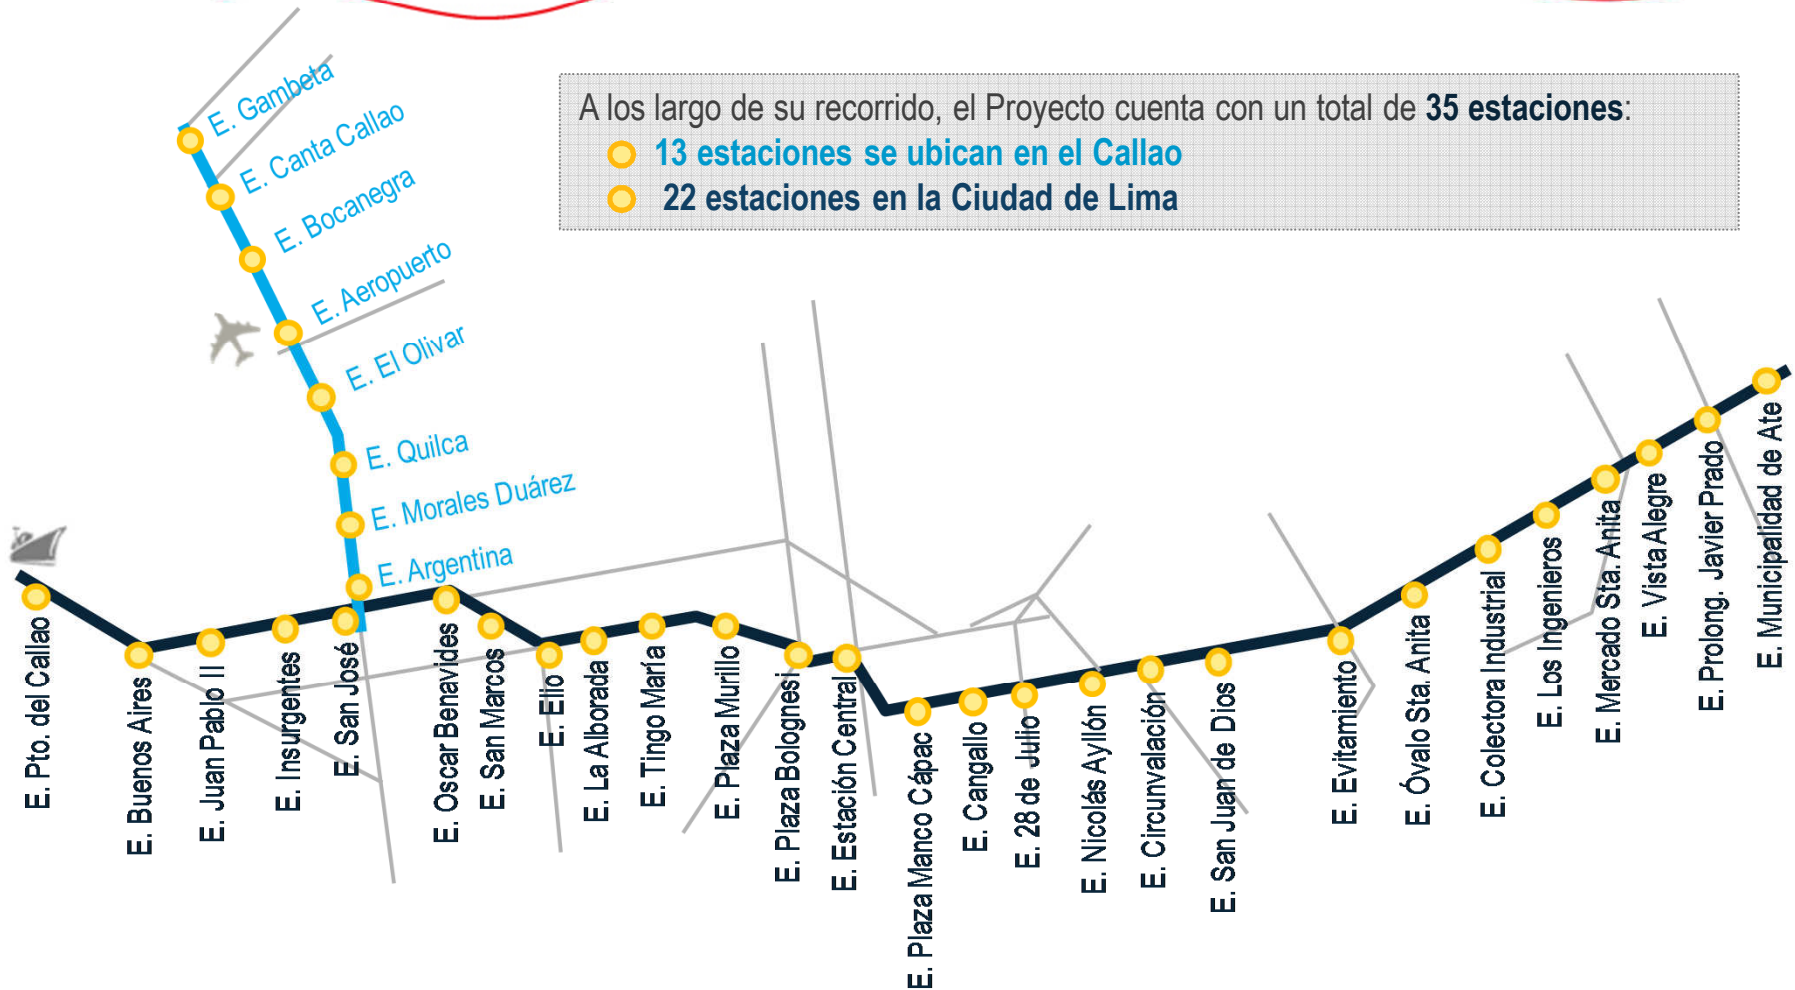 A los largo de su recorrido, el Proyecto cuenta con un total de 35 estaciones:
13 estaciones se ubican en el Callao
22 estaciones en la Ciudad de Lima
E. Gambeta
E. Canta Callao
E. Bocanegra
E. Aeropuerto
E. El Olivar
E. Quilca
E. Morales Duárez
E. Argentina
E. Pto. del Callao
E. Buenos Aires
E. Juan Pablo II
E. Insurgentes
E. San José
E. Oscar Benavides
E. San Marcos
E. Elio
E. La Alborada
E. Tingo María
E. Plaza Murillo
E. Plaza Bolognesi
E. Estación Central
E. Plaza Manco Cápac
E. Cangallo
E. 28 de Julio
E. Nicolás Ayllón
E. Circunvalación
E. San Juan de Dios
E. Evitamiento
E. Óvalo Sta. Anita
E. Colectora Industrial
E. Los Ingenieros
E. Mercado Sta. Anita
E. Vista Alegre
E. Prolong. Javier Prado
E. Municipalidad de Ate